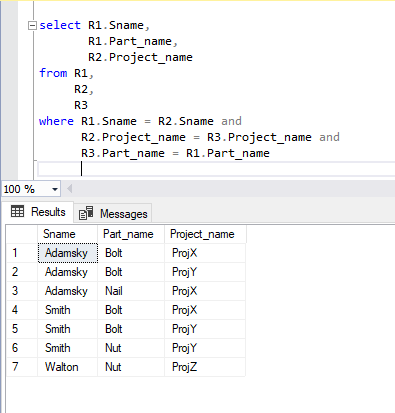 select R1.Sname,
R1.Part_name,
R2.Project_name
from R1,
R2,
R3
where R1.Sname = R2.Sname and
R2.Project_name = R3.Project_name and
R3.Part_name = R1.Part_name
100 %
Results Messages
Sname Part_name Project_name
1 Adamsky Bolt ProjX
2 Adamsky Bolt ProjY
3 Adamsky Nail ProjX
4 Smith Bolt ProjX
5 Smith Bolt ProjY
6 Smith Nut ProjY
7 Walton Nut ProjZ